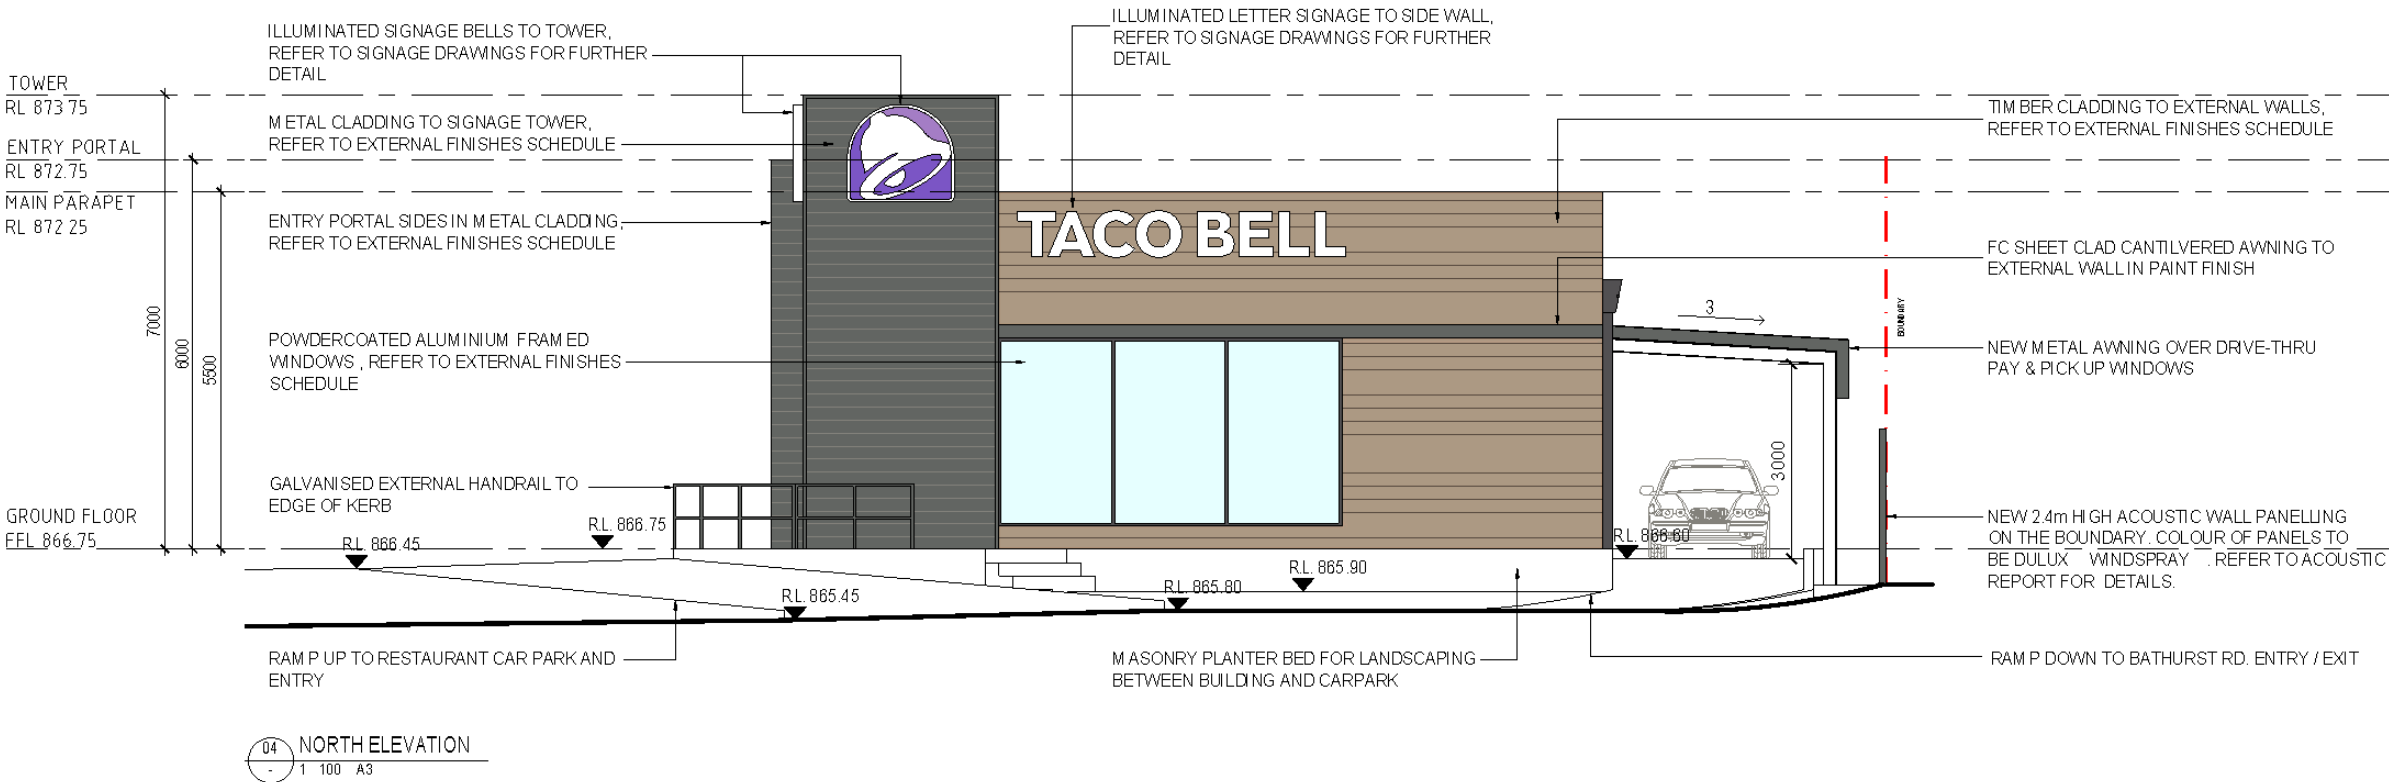 ILLUMINATED SIGNAGE BELLS TO TOWER,
REFER TO SIGNAGE DRAWINGS FOR FURTHER
DETAIL
ILLUMINATED LETTER SIGNAGE TO SIDE WALL,
REFER TO SIGNAGE DRAWINGS FOR FURTHER
DETAIL
TOWER
RL 873 75
METAL CLADDING TO SIGNAGE TOWER,
REFER TO EXTERNAL FINISHES SCHEDULE
TIMBER CLADDING TO EXTERNAL WALLS,
REFER TO EXTERNAL FINISHES SCHEDULE
ENTRY PORTAL
RL 872.75
MAIN PARAPET
RL 872 25
ENTRY PORTAL SIDES IN METAL CLADDING,
REFER TO EXTERNAL FINISHES SCHEDULE
TACO BELL
FC SHEET CLAD CANTILVERED AWNING TO
EXTERNAL WALL IN PAINT FINISH
7000
6000
5500
3
BOUNDARY
POWDERCOATED ALUMINIUM FRAMED
WINDOWS , REFER TO EXTERNAL FINISHES
SCHEDULE
NEW METAL AWNING OVER DRIVE-THRU
PAY & PICK UP WINDOWS
3000
GALVANISED EXTERNAL HANDRAIL TO
EDGE OF KERB
GROUND FLOOR
FFL 866.75
R.L. 866.45
R.L. 866.75
R.L. 866.60
NEW 2.4m HIGH ACOUSTIC WALL PANELLING
ON THE BOUNDARY. COLOUR OF PANELS TO
BE DULUX WINDSPRAY . REFER TO ACOUSTIC
REPORT FOR DETAILS.
R.L. 865.45
R.L. 865.80
R.L. 865.90
RAMP UP TO RESTAURANT CAR PARK AND
ENTRY
MASONRY PLANTER BED FOR LANDSCAPING
BETWEEN BUILDING AND CARPARK
RAMP DOWN TO BATHURST RD. ENTRY / EXIT
04
-
NORTH ELEVATION
1 100 A3